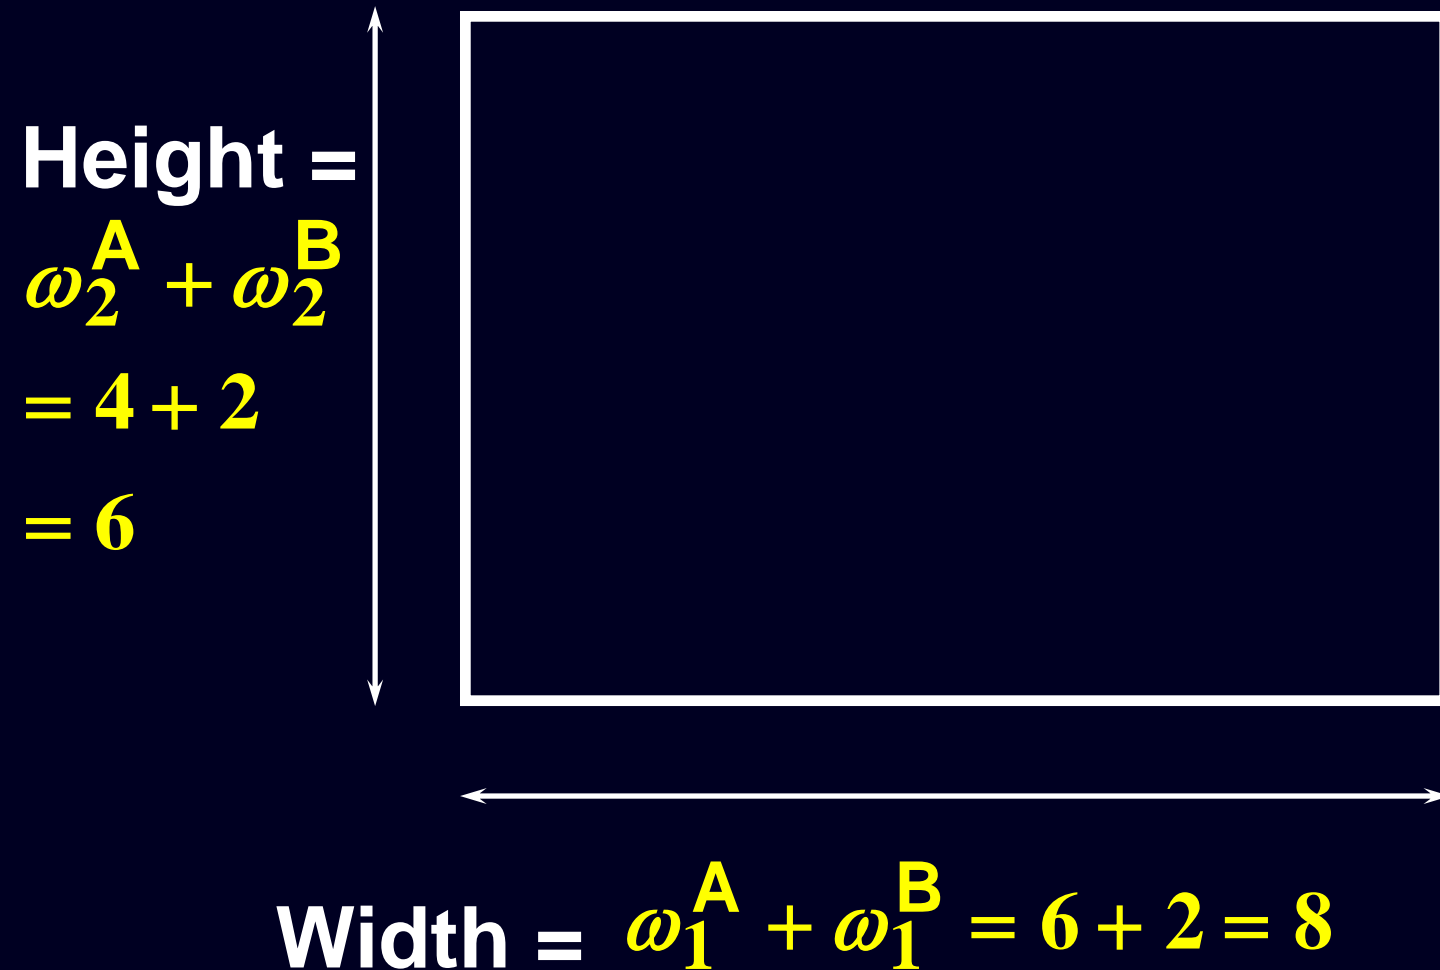 Height =
ω₂ᴬ + ω₂ᴮ
= 4 + 2
= 6
Width = ω₁ᴬ + ω₁ᴮ = 6 + 2 = 8